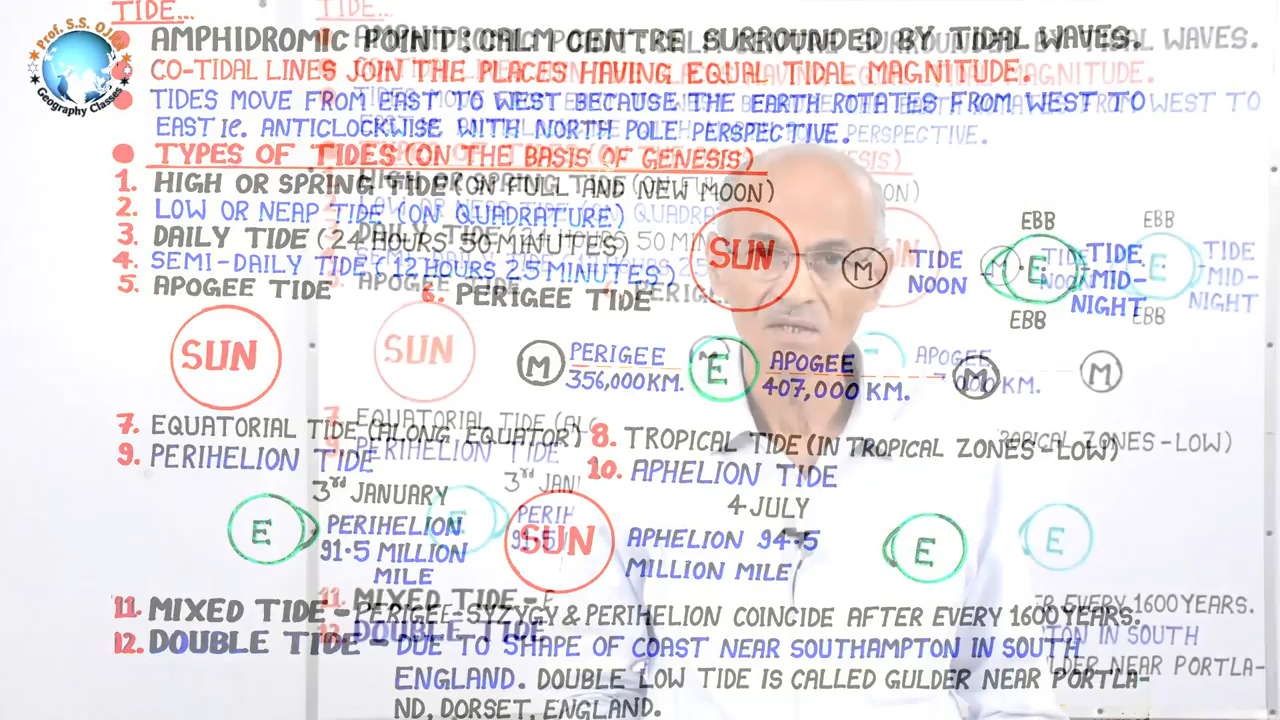 TIDE...
Prof. S.S. OJHA
Geography Classes
AMPHIDROMIC POINT: CALM CENTRE SURROUNDED BY TIDAL WAVES.
CO-TIDAL LINES JOIN THE PLACES HAVING EQUAL TIDAL MAGNITUDE.
TIDES MOVE FROM EAST TO WEST BECAUSE THE EARTH ROTATES FROM WEST TO
EAST IE. ANTICLOCKWISE WITH NORTH POLE PERSPECTIVE.
TYPES OF TIDES (ON THE BASIS OF GENESIS)
1. HIGH OR SPRING TIDE (ON FULL AND NEW MOON)
2. LOW OR NEAP TIDE (ON QUADRATURE)
3. DAILY TIDE (24 HOURS 50 MINUTES)
4. SEMI-DAILY TIDE (12 HOURS 25 MINUTES)
5. APOGEE TIDE 6. PERIGEE TIDE
EBB
SUN M TIDE NOON E TIDE MID-NIGHT
EBB
SUN M PERIGEE 356,000 KM. E APOGEE 407,000 KM. M
7. EQUATORIAL TIDE (ALONG EQUATOR) 8. TROPICAL TIDE (IN TROPICAL ZONES-LOW)
9. PERIHELION TIDE 10. APHELION TIDE
3rd JANUARY 4 JULY
E PERIHELION SUN APHELION 94.5 E
91.5 MILLION MILLION MILE
MILE
11. MIXED TIDE - PERIGEE-SYZYGY & PERIHELION COINCIDE AFTER EVERY 1600 YEARS.
12. DOUBLE TIDE - DUE TO SHAPE OF COAST NEAR SOUTHAMPTON IN SOUTH
ENGLAND. DOUBLE LOW TIDE IS CALLED GULDER NEAR PORTLA-
ND, DORSET, ENGLAND.